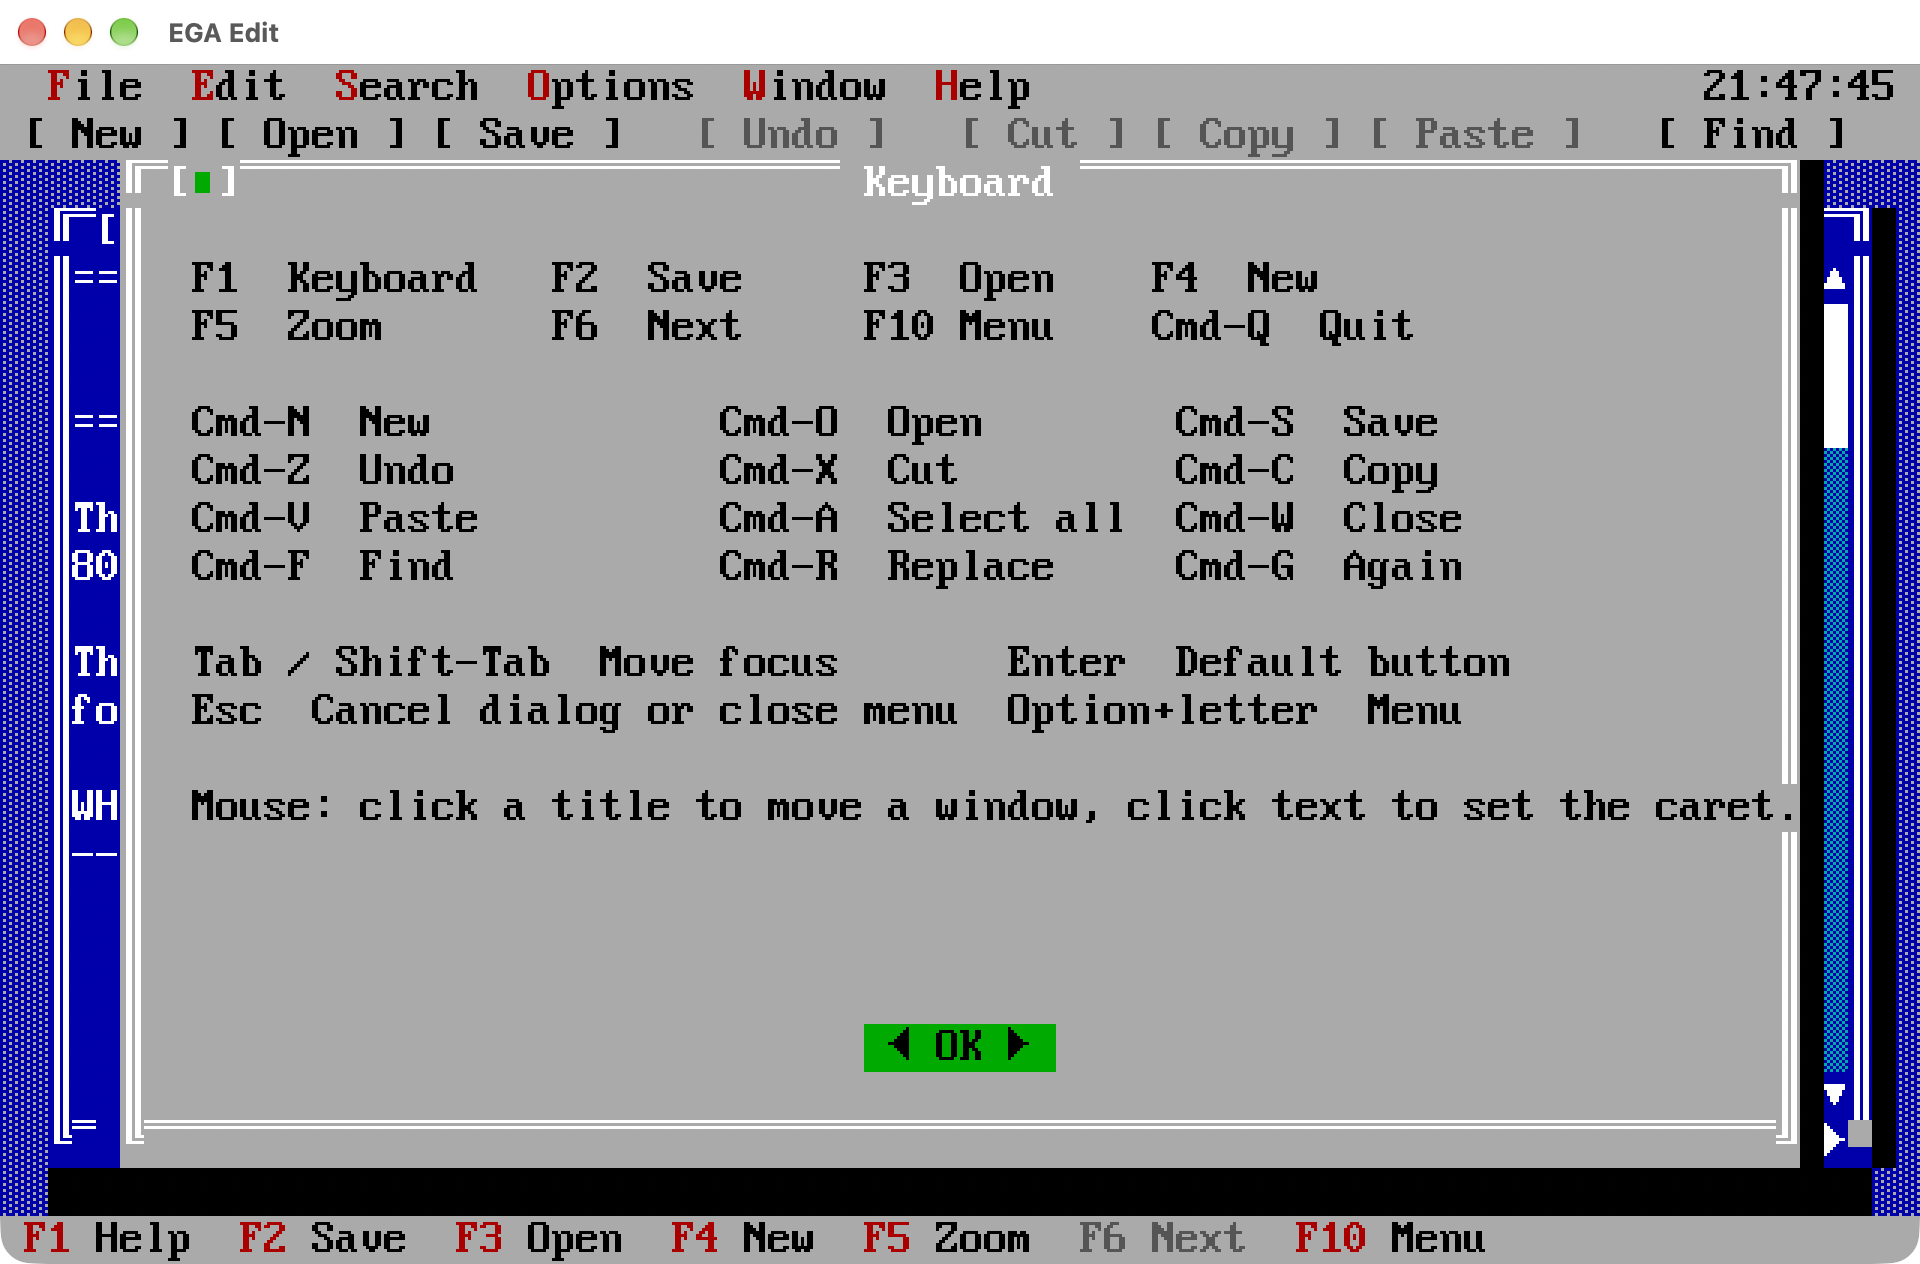 EGA Edit
File Edit Search Options Window Help 21:47:45
[ New ] [ Open ] [ Save ] [ Undo ] [ Cut ] [ Copy ] [ Paste ] [ Find ]
[■] Keyboard
[
==
F1 Keyboard F2 Save F3 Open F4 New
F5 Zoom F6 Next F10 Menu Cmd-Q Quit
==
Cmd-N New Cmd-O Open Cmd-S Save
Cmd-Z Undo Cmd-X Cut Cmd-C Copy
Th
Cmd-V Paste Cmd-A Select all Cmd-W Close
80
Cmd-F Find Cmd-R Replace Cmd-G Again
Th
Tab / Shift-Tab Move focus Enter Default button
fo
Esc Cancel dialog or close menu Option+letter Menu
WH
Mouse: click a title to move a window, click text to set the caret.
--
◄ OK ►
=
F1 Help F2 Save F3 Open F4 New F5 Zoom F6 Next F10 Menu